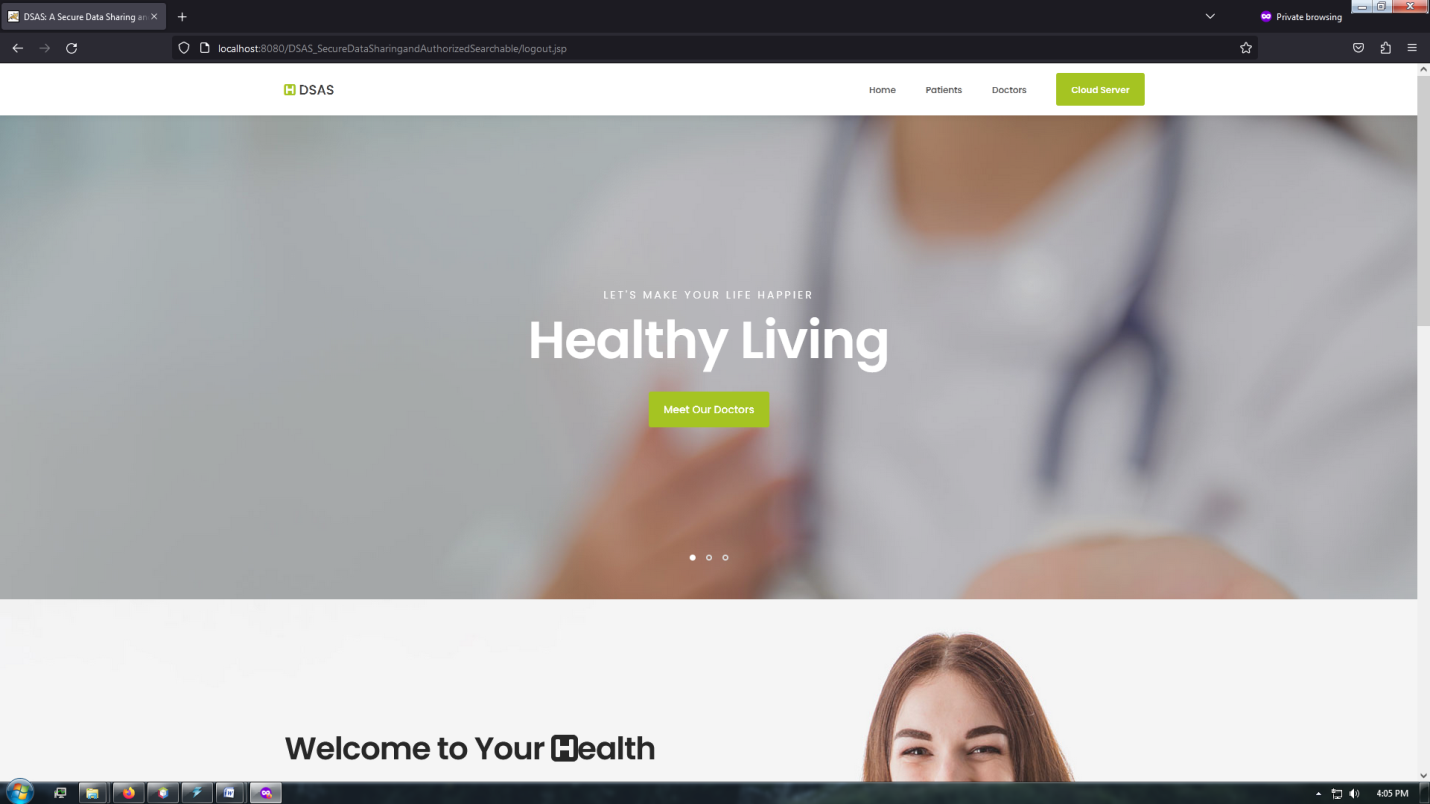 DSAS: A Secure Data Sharing an
Private browsing
localhost:8080/DSAS_SecureDataSharingandAuthorizedSearchable/logout.jsp
H DSAS
Home
Patients
Doctors
Cloud Server
LET'S MAKE YOUR LIFE HAPPIER
Healthy Living
Meet Our Doctors
Welcome to Your Health
4:05 PM